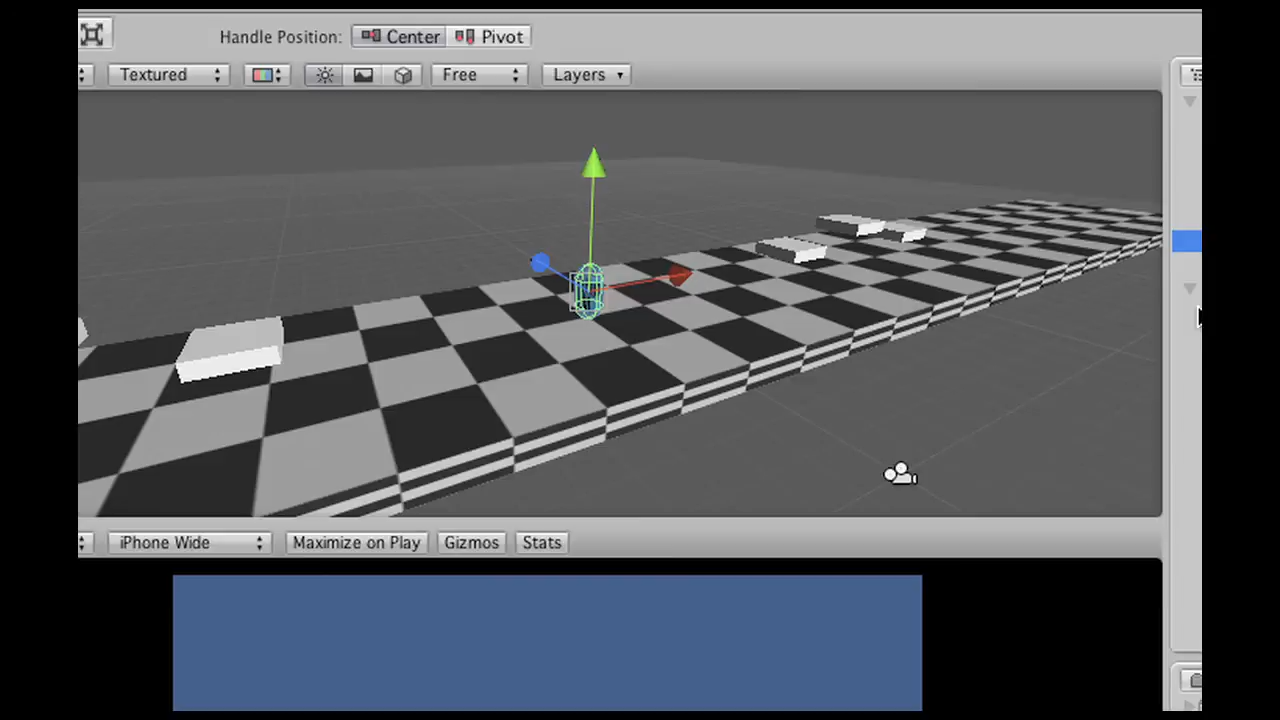 Handle Position: Center Pivot
Textured Free Layers
iPhone Wide Maximize on Play Gizmos Stats